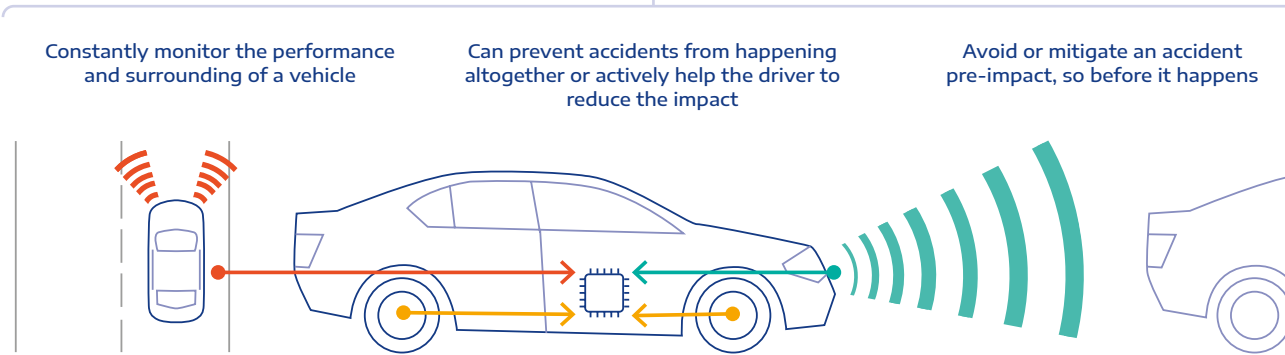 Constantly monitor the performance
and surrounding of a vehicle
Can prevent accidents from happening
altogether or actively help the driver to
reduce the impact
Avoid or mitigate an accident
pre-impact, so before it happens